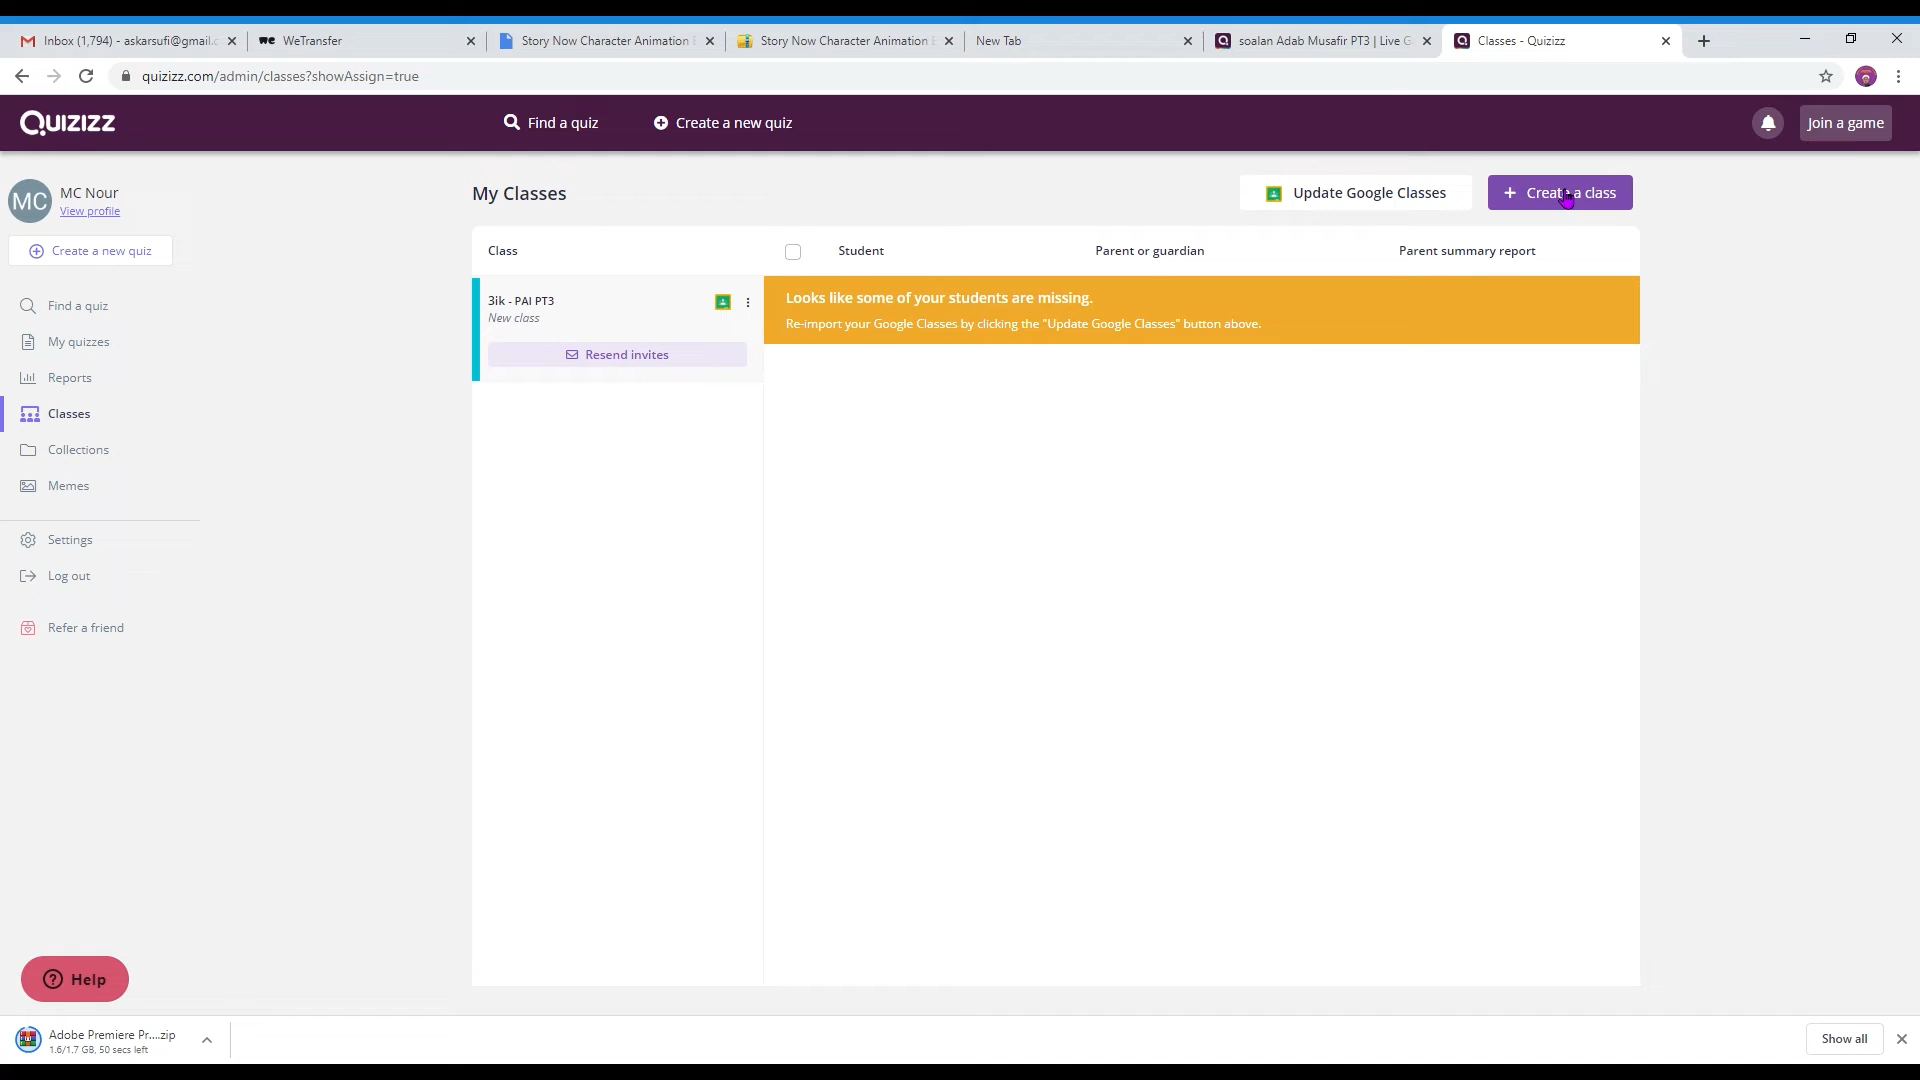 Inbox (1,794) - askarsufi@gmail.c
WeTransfer
Story Now Character Animation E
Story Now Character Animation E
New Tab
soalan Adab Musafir PT3 | Live G
Classes - Quizizz
quizizz.com/admin/classes?showAssign=true
Quizizz
Find a quiz
Create a new quiz
Join a game
MC
MC Nour
View profile
Create a new quiz
Find a quiz
My quizzes
Reports
Classes
Collections
Memes
Settings
Log out
Refer a friend
My Classes
Update Google Classes
+ Create a class
Class
Student
Parent or guardian
Parent summary report
3ik - PAI PT3
New class
Resend invites
Looks like some of your students are missing.
Re-import your Google Classes by clicking the "Update Google Classes" button above.
Help
Adobe Premiere Pr....zip
1.6/1.7 GB, 50 secs left
Show all